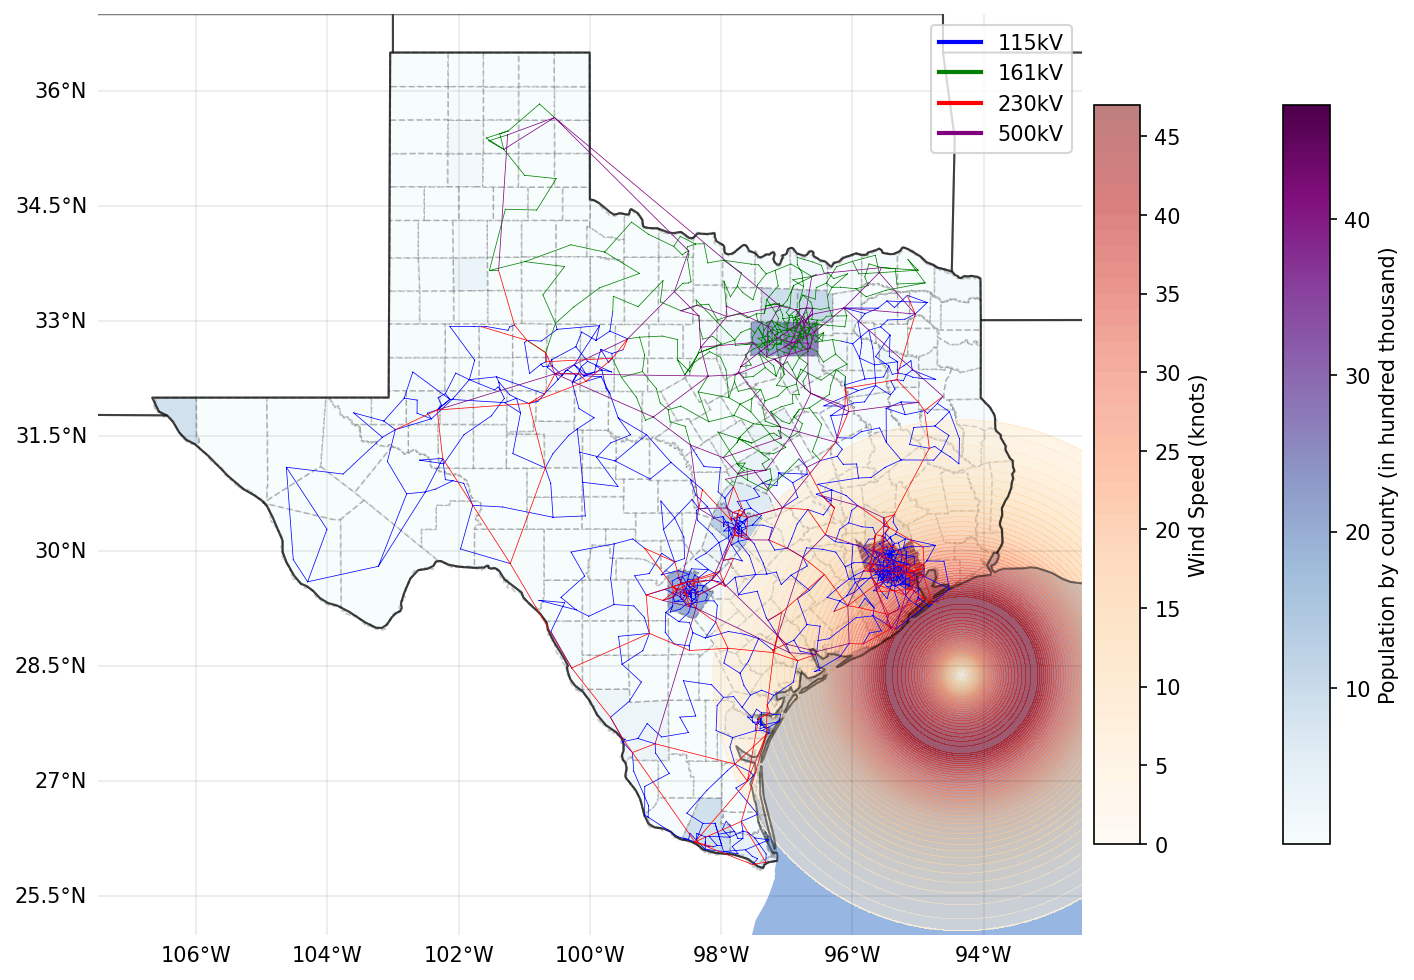 115kV
161kV
230kV
500kV
36°N
34.5°N
33°N
31.5°N
30°N
28.5°N
27°N
25.5°N
106°W
104°W
102°W
100°W
98°W
96°W
94°W
45
40
35
30
25
20
15
10
5
0
Wind Speed (knots)
40
30
20
10
Population by county (in hundred thousand)